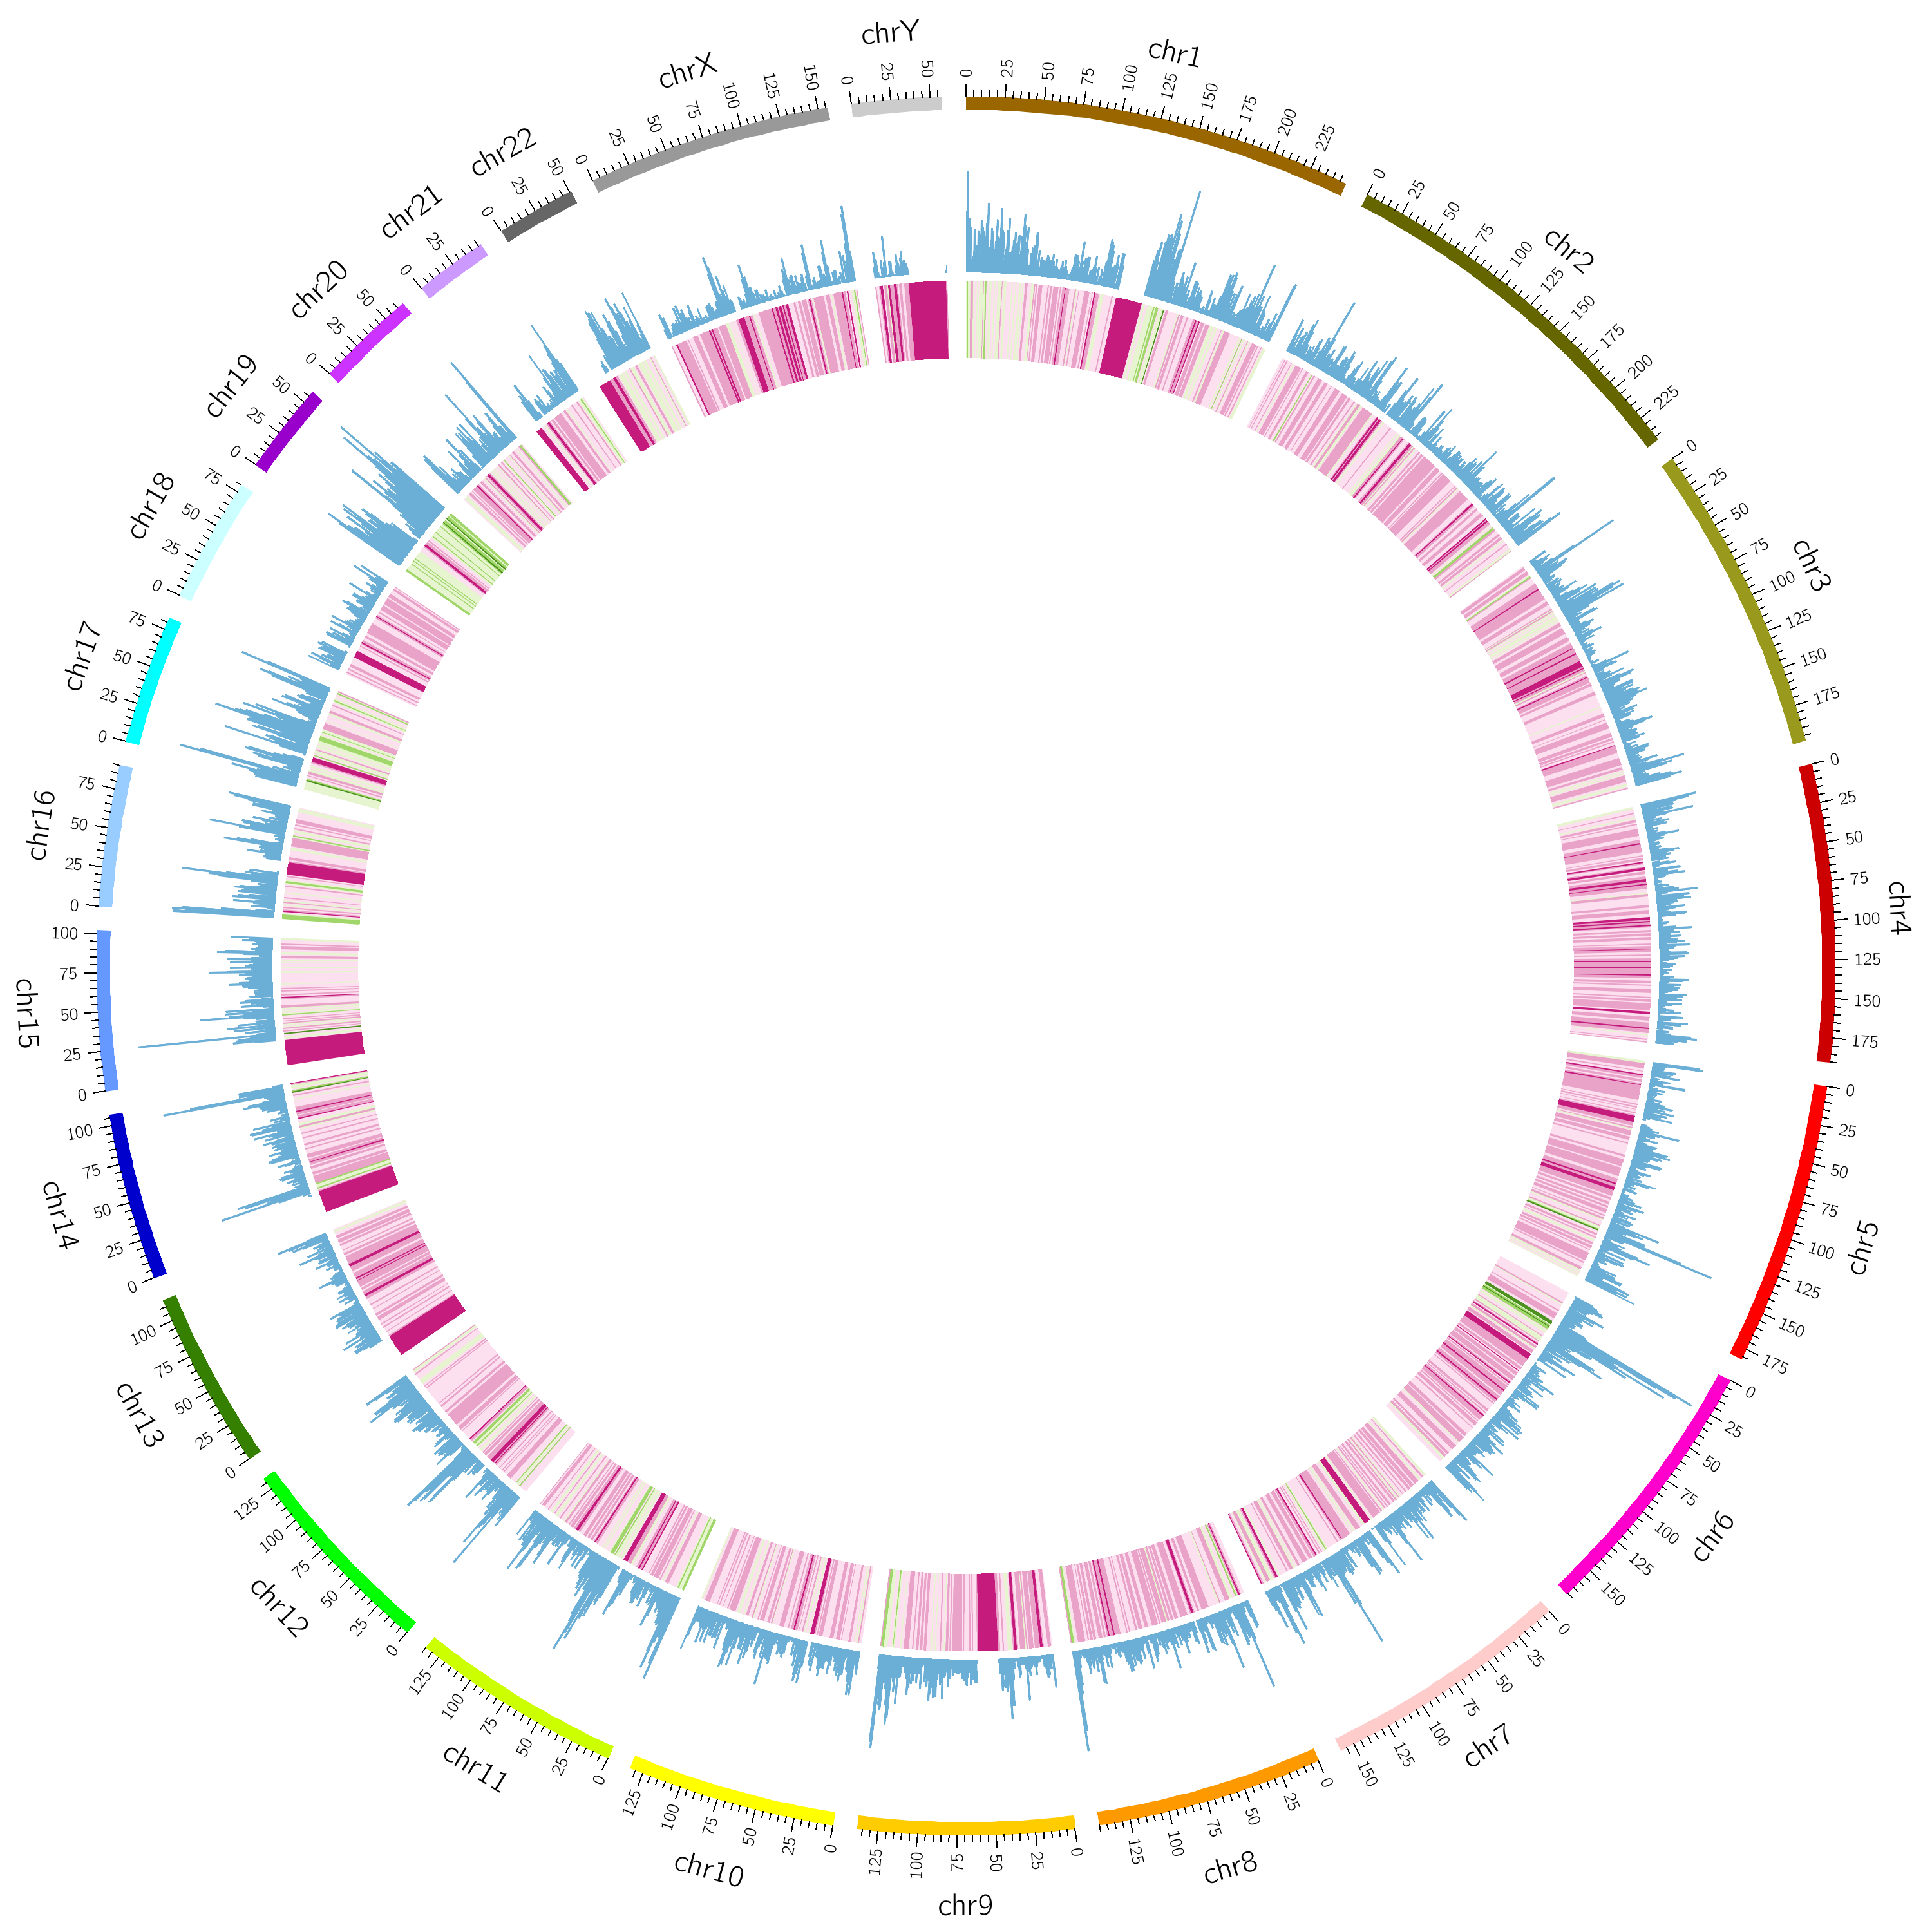 chr1
0 25 50 75 100 125 150 175 200 225
chr2
0 25 50 75 100 125 150 175 200 225
chr3
0 25 50 75 100 125 150 175
chr4
0 25 50 75 100 125 150 175
chr5
0 25 50 75 100 125 150 175
chr6
0 25 50 75 100 125 150
chr7
0 25 50 75 100 125 150
chr8
0 25 50 75 100 125
chr9
0 25 50 75 100 125
chr10
0 25 50 75 100 125
chr11
0 25 50 75 100 125
chr12
0 25 50 75 100 125
chr13
0 25 50 75 100
chr14
0 25 50 75 100
chr15
0 25 50 75 100
chr16
0 25 50 75
chr17
0 25 50 75
chr18
0 25 50 75
chr19
0 25 50
chr20
0 25 50
chr21
0 25
chr22
0 25 50
chrX
0 25 50 75 100 125 150
chrY
0 25 50